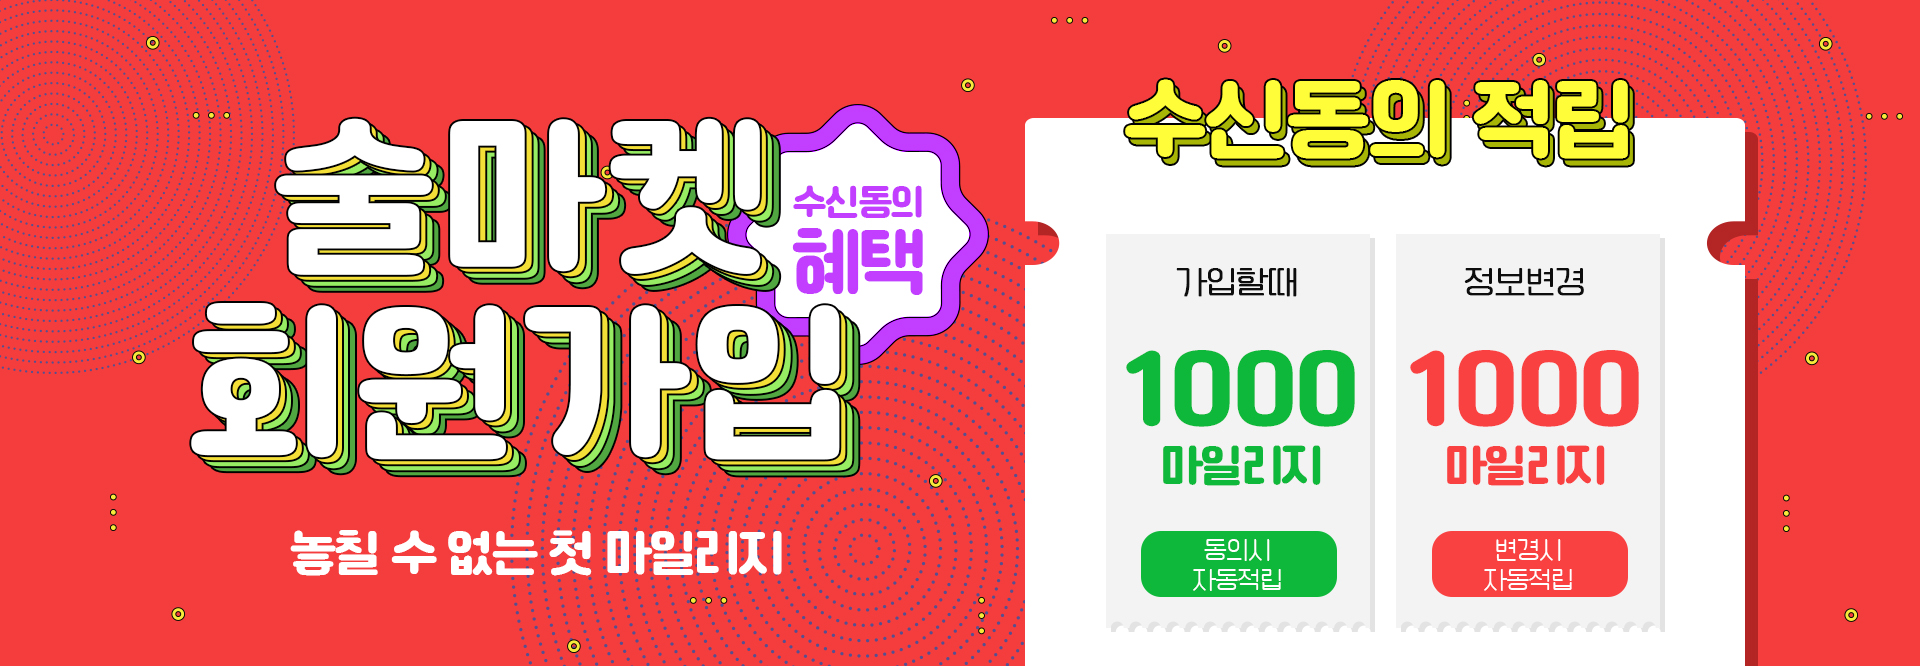 술마켓
회원가입
수신동의
혜택
놓칠 수 없는 첫 마일리지
수신동의 적립
가입할때
1000
마일리지
동의시
자동적립
정보변경
1000
마일리지
변경시
자동적립